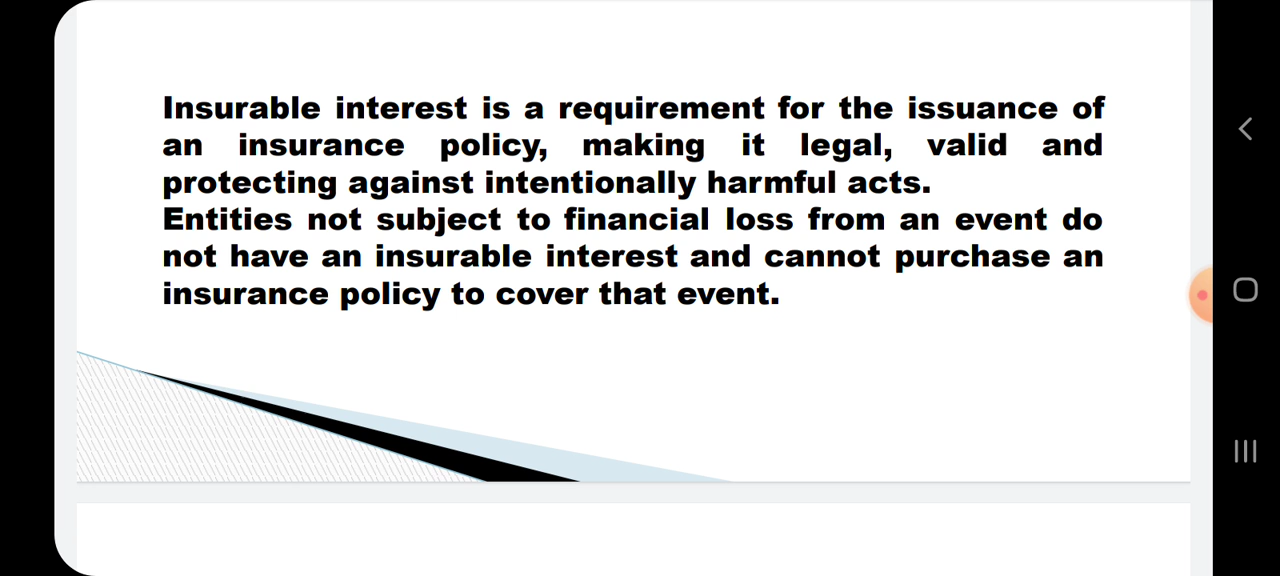 Insurable interest is a requirement for the issuance of
an insurance policy, making it legal, valid and
protecting against intentionally harmful acts.
Entities not subject to financial loss from an event do
not have an insurable interest and cannot purchase an
insurance policy to cover that event.